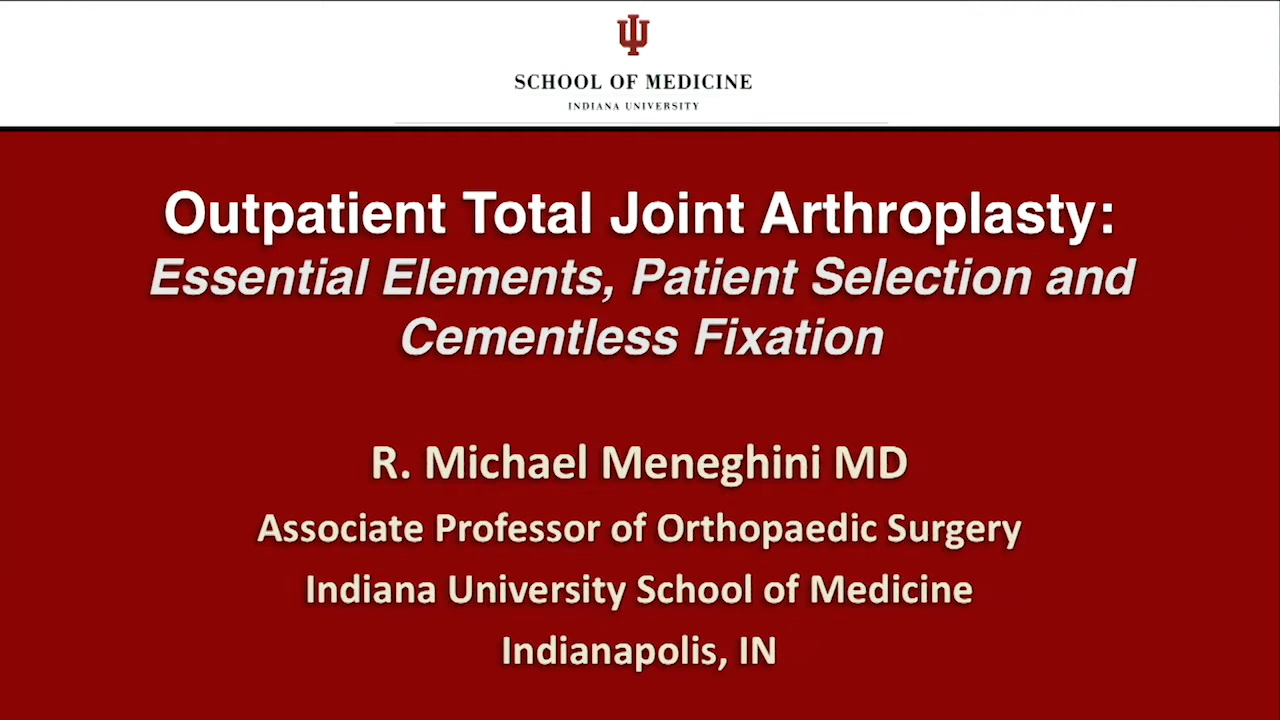 SCHOOL OF MEDICINE
INDIANA UNIVERSITY
Outpatient Total Joint Arthroplasty:
Essential Elements, Patient Selection and
Cementless Fixation
R. Michael Meneghini MD
Associate Professor of Orthopaedic Surgery
Indiana University School of Medicine
Indianapolis, IN